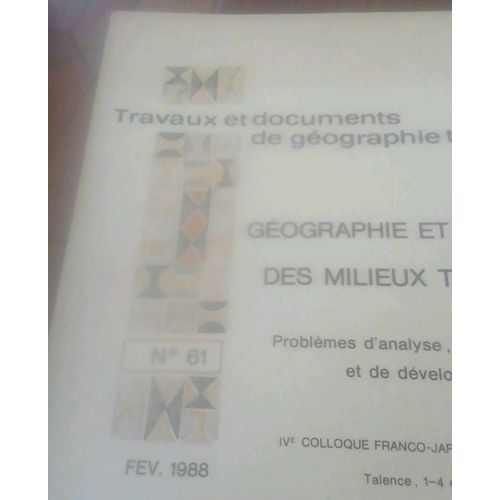 Travaux et documents
de géographie t
GÉOGRAPHIE ET
DES MILIEUX T
Problèmes d'analyse,
et de dévelo
N° 61
IVE COLLOQUE FRANCO-JAP
FEV. 1988
Talence, 1-4